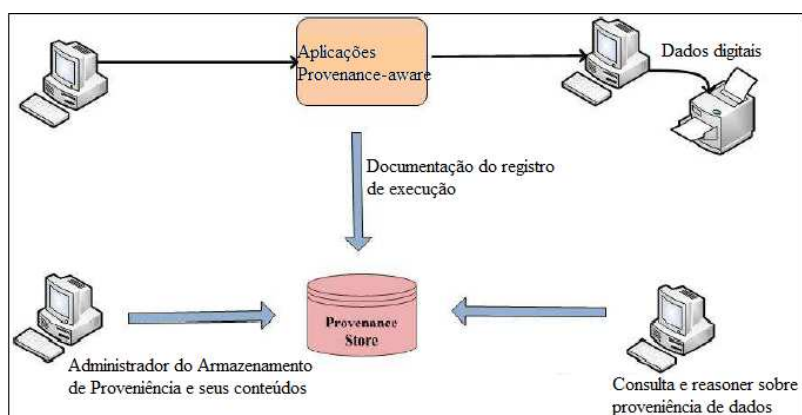 Aplicações
Provenance-aware
Dados digitais
Documentação do registro
de execução
Provenance
Store
Administrador do Armazenamento
de Proveniência e seus conteúdos
Consulta e reasoner sobre
proveniência de dados